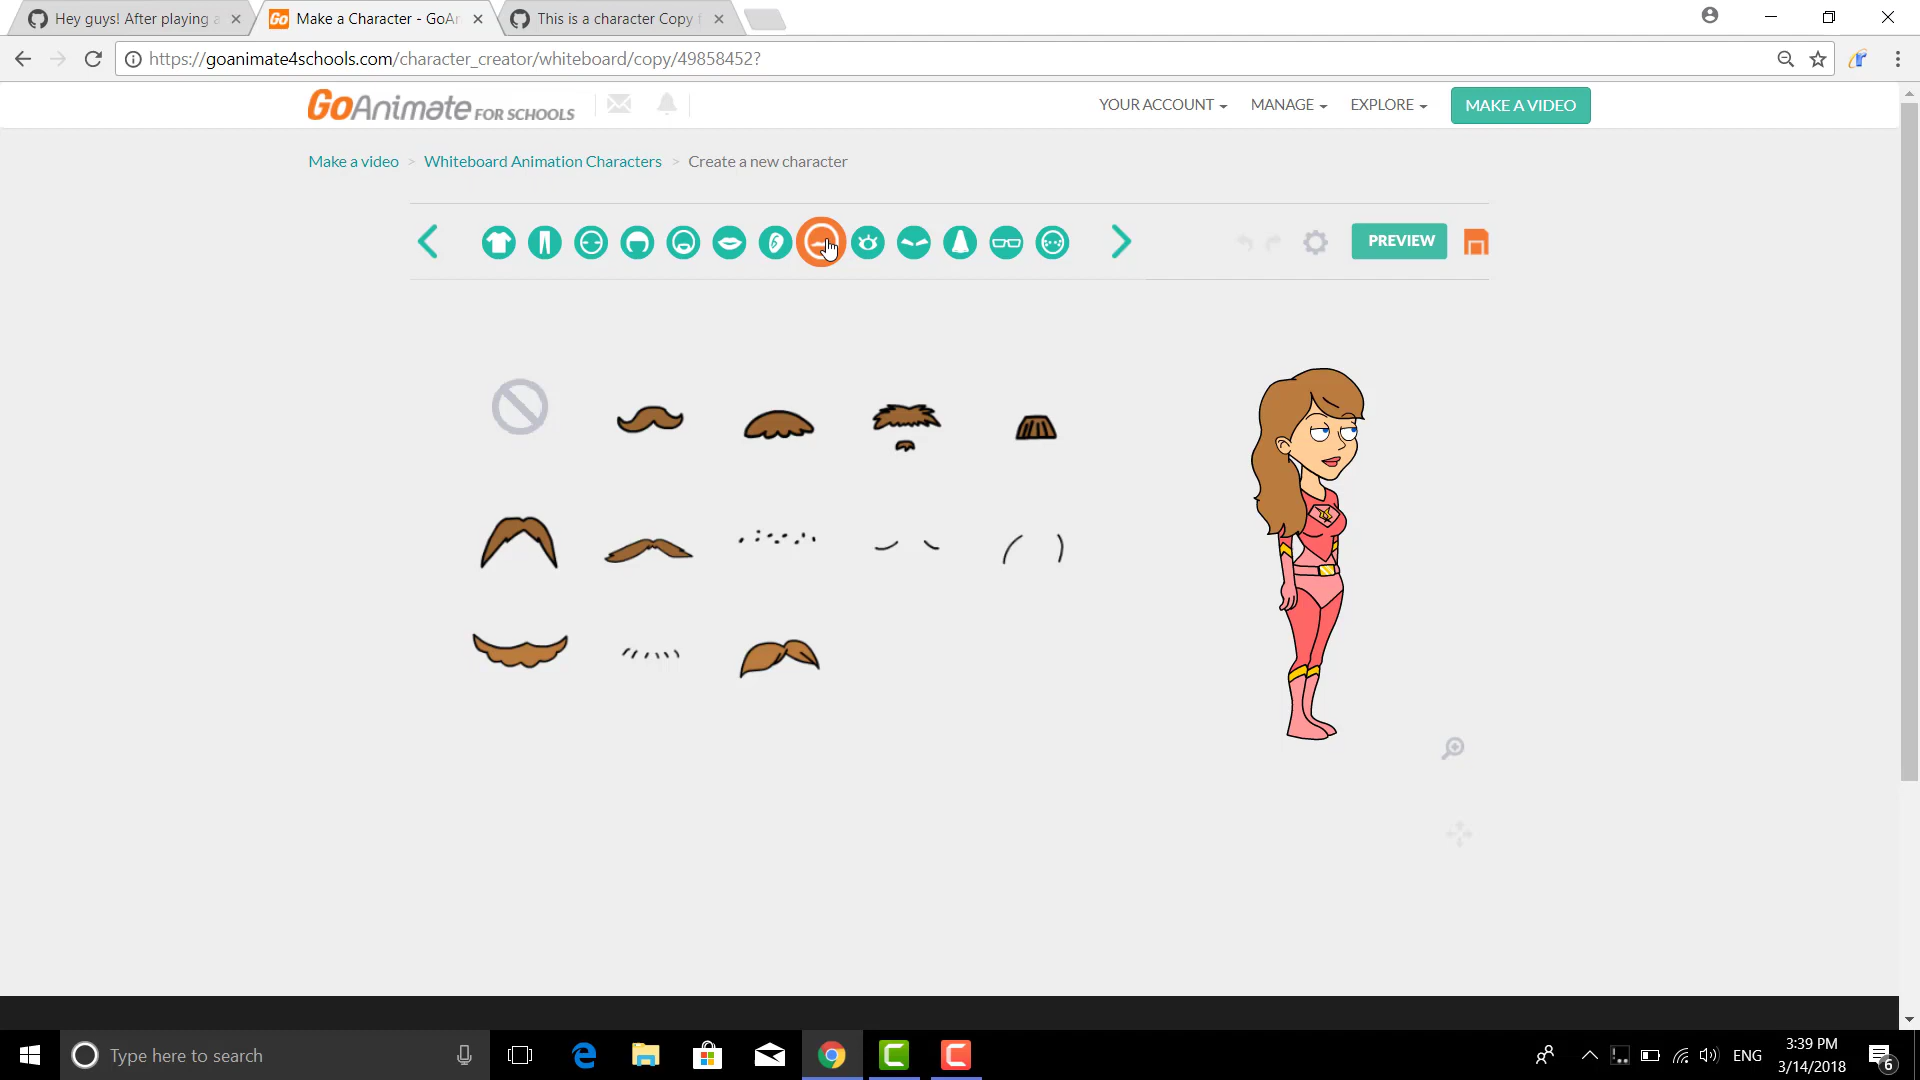 Hey guys! After playing a
Make a Character - GoAn
This is a character Copy f
https://goanimate4schools.com/character_creator/whiteboard/copy/49858452?
GoAnimate FOR SCHOOLS
YOUR ACCOUNT
MANAGE
EXPLORE
MAKE A VIDEO
Make a video > Whiteboard Animation Characters > Create a new character
PREVIEW
Type here to search
ENG
3:39 PM
3/14/2018
6